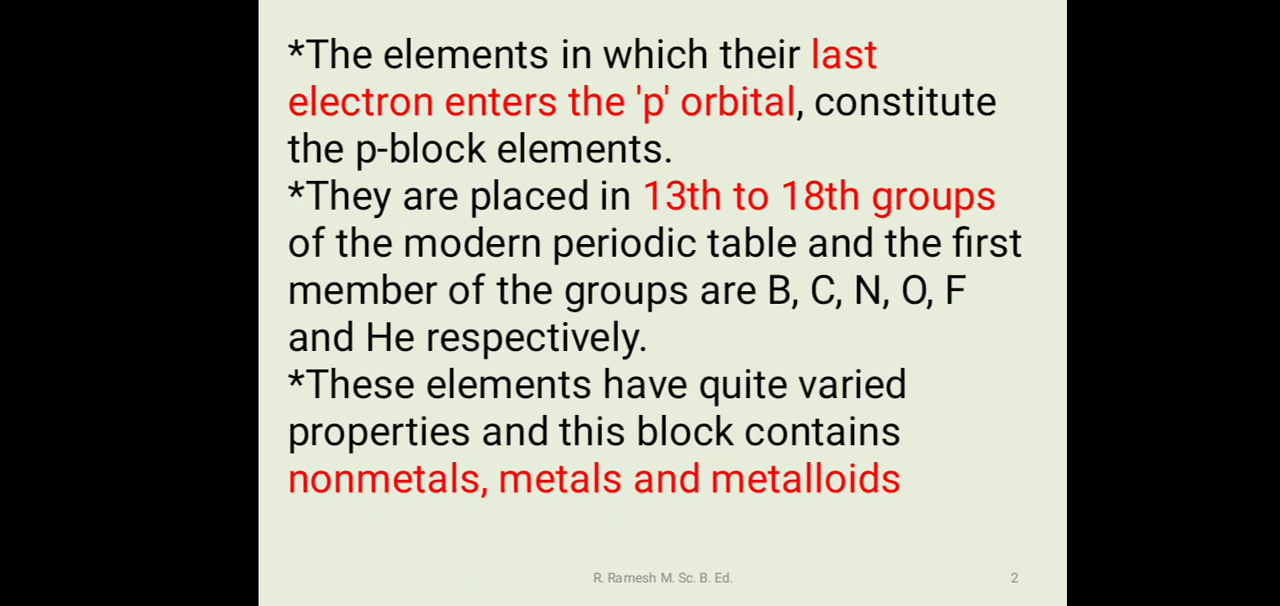 *The elements in which their last
electron enters the 'p' orbital, constitute
the p-block elements.
*They are placed in 13th to 18th groups
of the modern periodic table and the first
member of the groups are B, C, N, O, F
and He respectively.
*These elements have quite varied
properties and this block contains
nonmetals, metals and metalloids
R. Ramesh M. Sc. B. Ed.
2